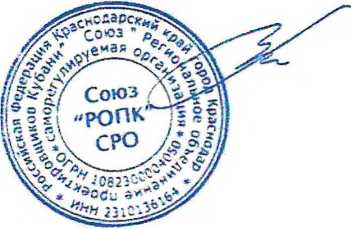 Российская Федерация Краснодарский край город Краснодар
* ИНН 2310136164 *
Союз "Региональное объединение проектировщиков Кубани"
* саморегулируемая организация *
ОГРН 1082300004050
Союз
"РОПК"
СРО